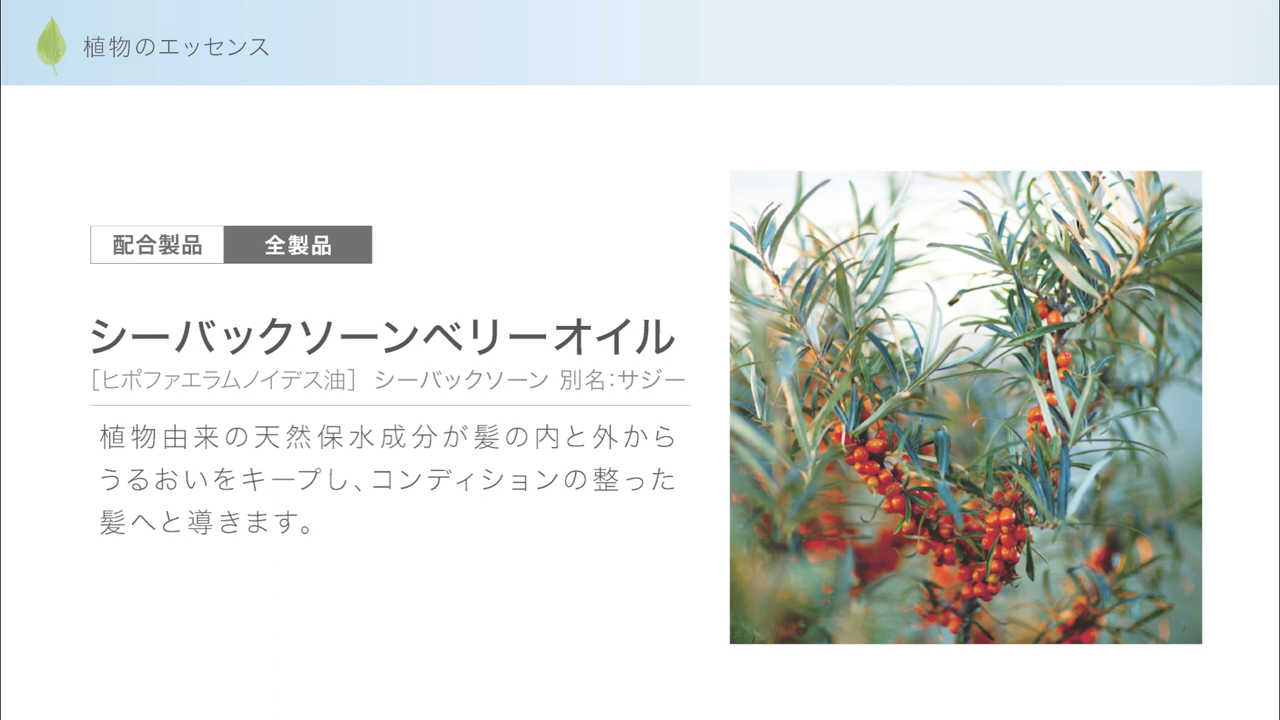 植物のエッセンス
配合製品 全製品
シーバックソーンベリーオイル
[ヒポファエラムノイデス油] シーバックソーン 別名：サジー
植物由来の天然保水成分が髪の内と外から
うるおいをキープし、コンディションの整った
髪へと導きます。